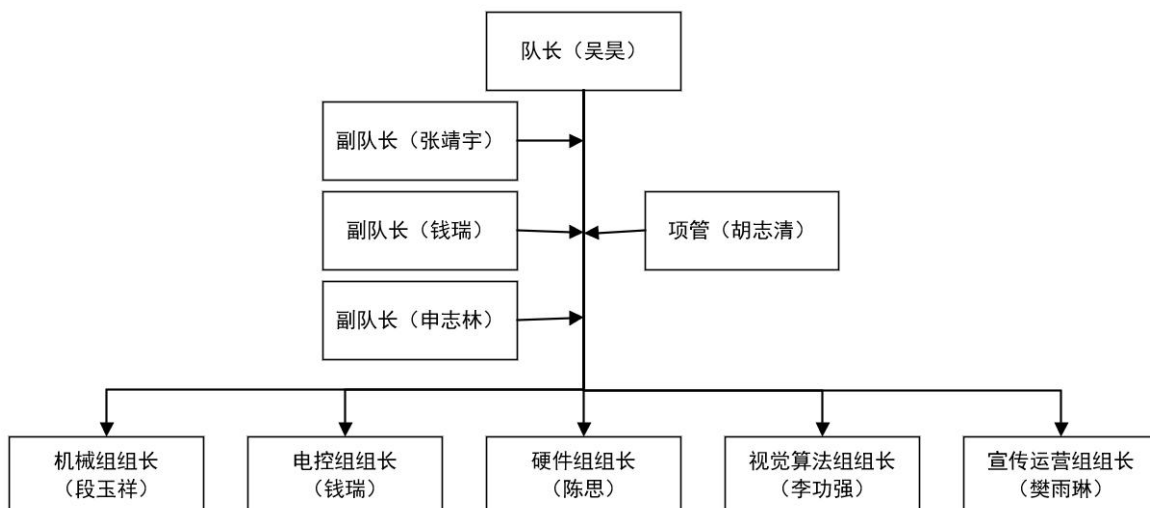 队长（吴昊）
副队长（张靖宇）
副队长（钱瑞）
项管（胡志清）
副队长（申志林）
机械组组长
（段玉祥）
电控组组长
（钱瑞）
硬件组组长
（陈思）
视觉算法组组长
（李功强）
宣传运营组组长
（樊雨琳）